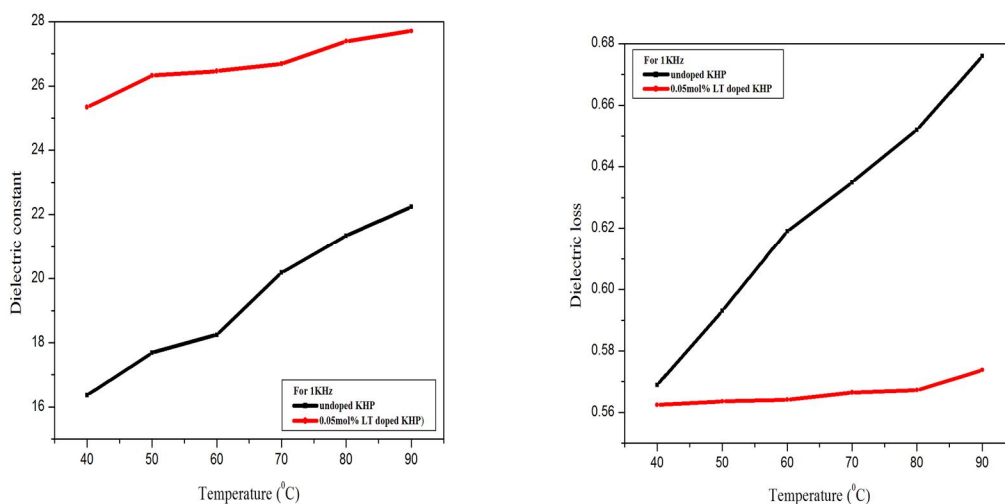 28
26
24
22
20
18
16
Dielectric constant
For 1KHz
undoped KHP
0.05mol% LT doped KHP)
40 50 60 70 80 90
Temperature (⁰C)
0.68
0.66
0.64
0.62
0.60
0.58
0.56
Dielectric loss
For 1KHz
undoped KHP
0.05mol% LT doped KHP
40 50 60 70 80 90
Temperature (⁰C)